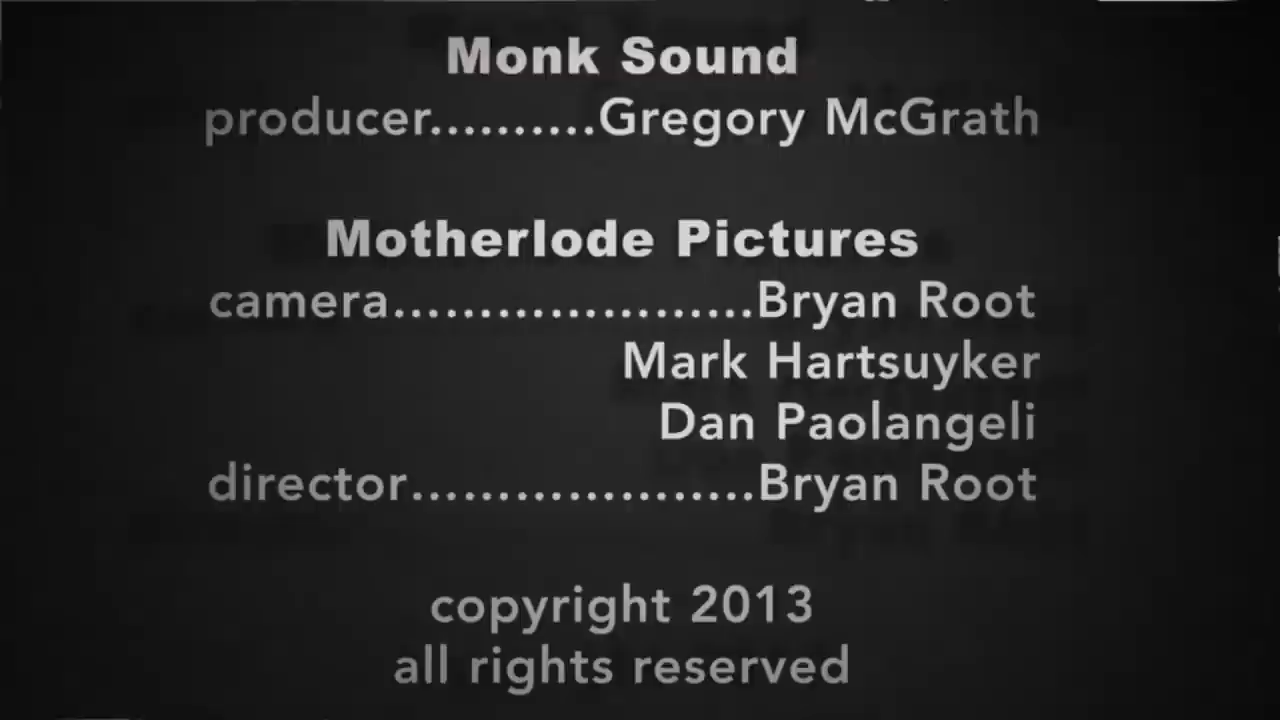 Monk Sound
producer..........Gregory McGrath
Motherlode Pictures
camera.....................Bryan Root
Mark Hartsuyker
Dan Paolangeli
director....................Bryan Root
copyright 2013
all rights reserved